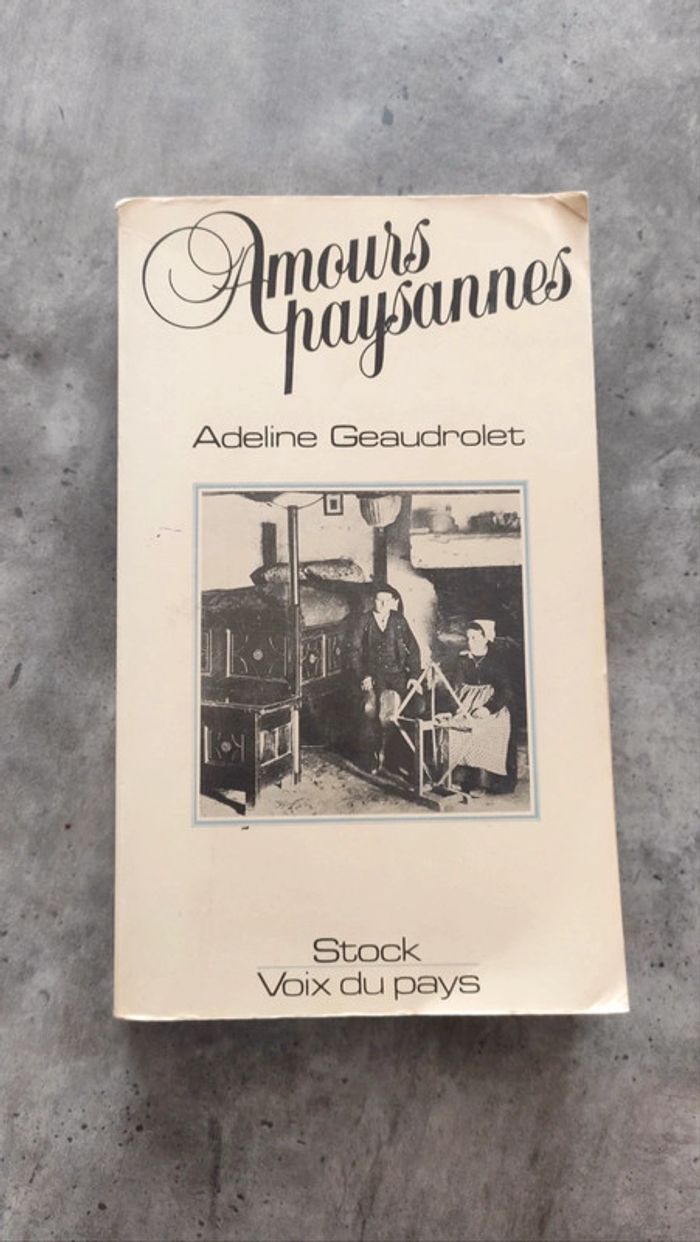 Amours
paysannes
Adeline Geaudrolet
Stock
Voix du pays